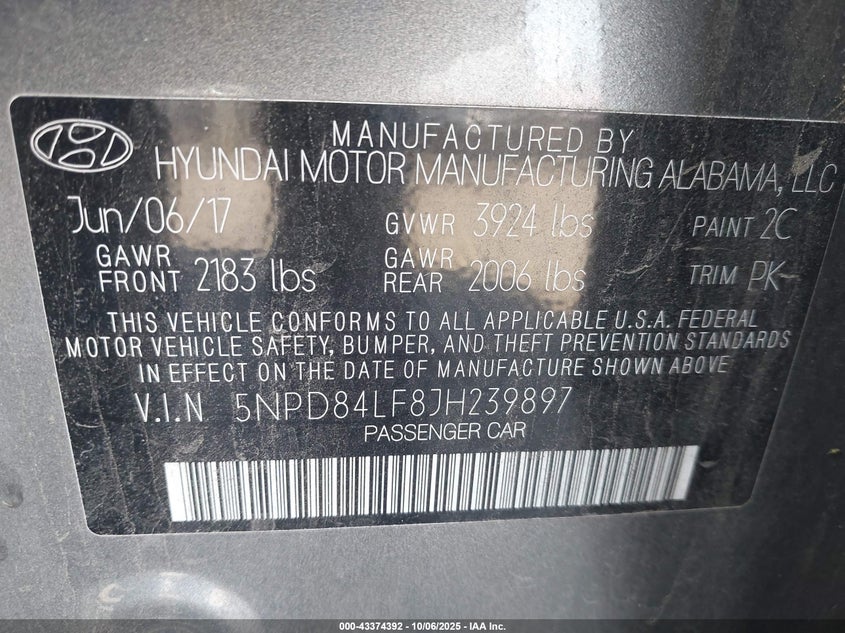 MANUFACTURED BY
HYUNDAI MOTOR MANUFACTURING ALABAMA, LLC
Jun/06/17 GVWR 3924 lbs PAINT 2C
GAWR FRONT 2183 lbs GAWR REAR 2006 lbs TRIM PK
THIS VEHICLE CONFORMS TO ALL APPLICABLE U.S.A. FEDERAL
MOTOR VEHICLE SAFETY, BUMPER, AND THEFT PREVENTION STANDARDS
IN EFFECT ON THE DATE OF MANUFACTURE SHOWN ABOVE
V.I.N 5NPD84LF8JH239897
PASSENGER CAR
000-43374392 | 10/06/2025 | IAA Inc.